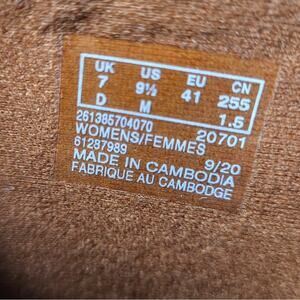 UK US EU CN
7 9½ 41 255
D M 1.5
261385704070 20701
WOMENS/FEMMES
61287989 9/20
MADE IN CAMBODIA
FABRIQUE AU CAMBODGE